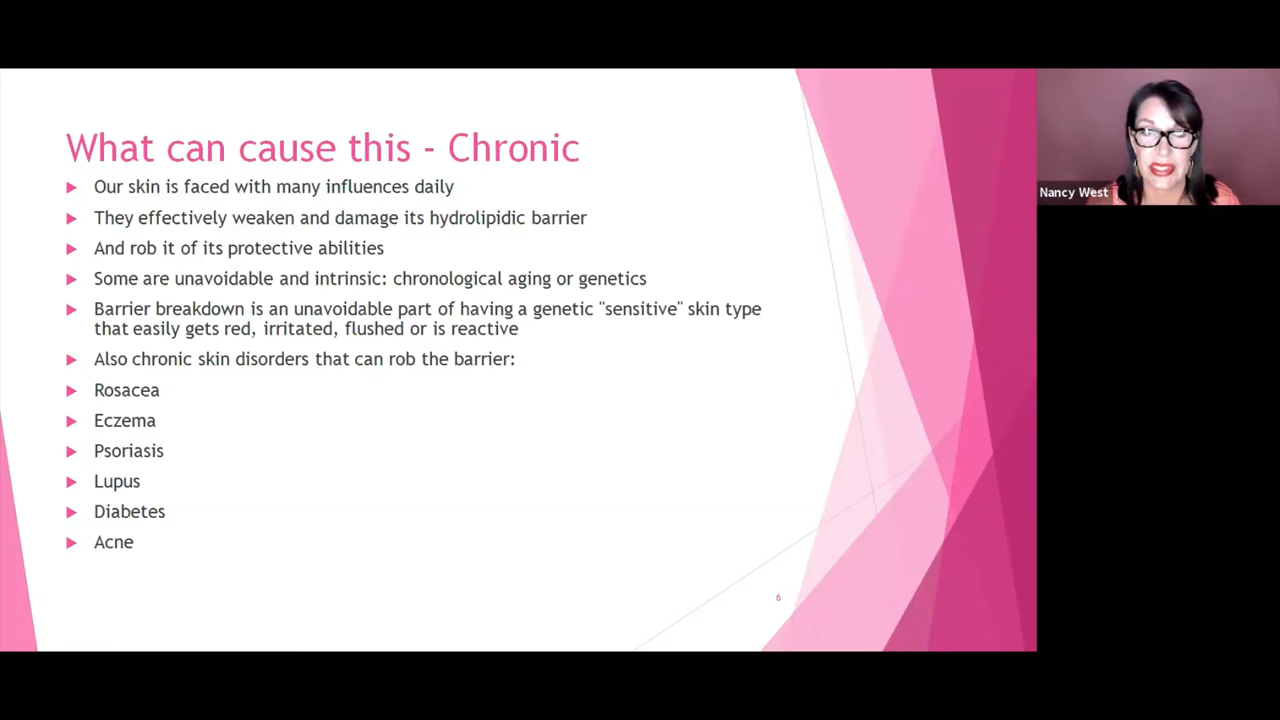 What can cause this - Chronic
Our skin is faced with many influences daily
They effectively weaken and damage its hydrolipidic barrier
And rob it of its protective abilities
Some are unavoidable and intrinsic: chronological aging or genetics
Barrier breakdown is an unavoidable part of having a genetic "sensitive" skin type
that easily gets red, irritated, flushed or is reactive
Also chronic skin disorders that can rob the barrier:
Rosacea
Eczema
Psoriasis
Lupus
Diabetes
Acne
6
Nancy West